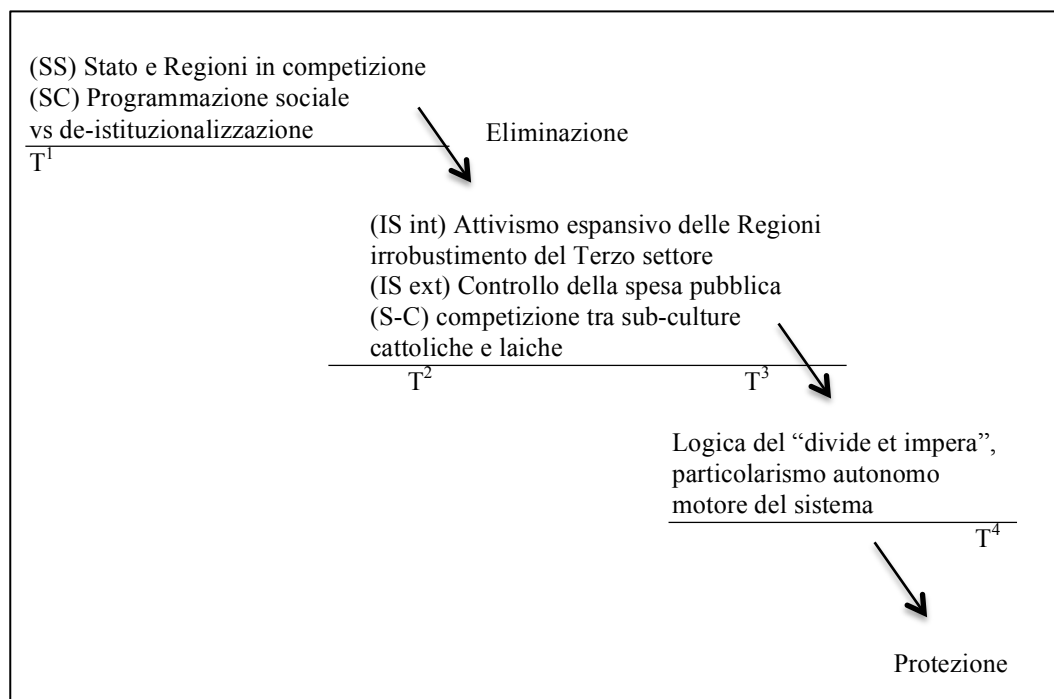 (SS) Stato e Regioni in competizione
(SC) Programmazione sociale
vs de-istituzionalizzazione
Eliminazione
T¹
(IS int) Attivismo espansivo delle Regioni
irrobustimento del Terzo settore
(IS ext) Controllo della spesa pubblica
(S-C) competizione tra sub-culture
cattoliche e laiche
T² T³
Logica del “divide et impera”,
particolarismo autonomo
motore del sistema
T⁴
Protezione